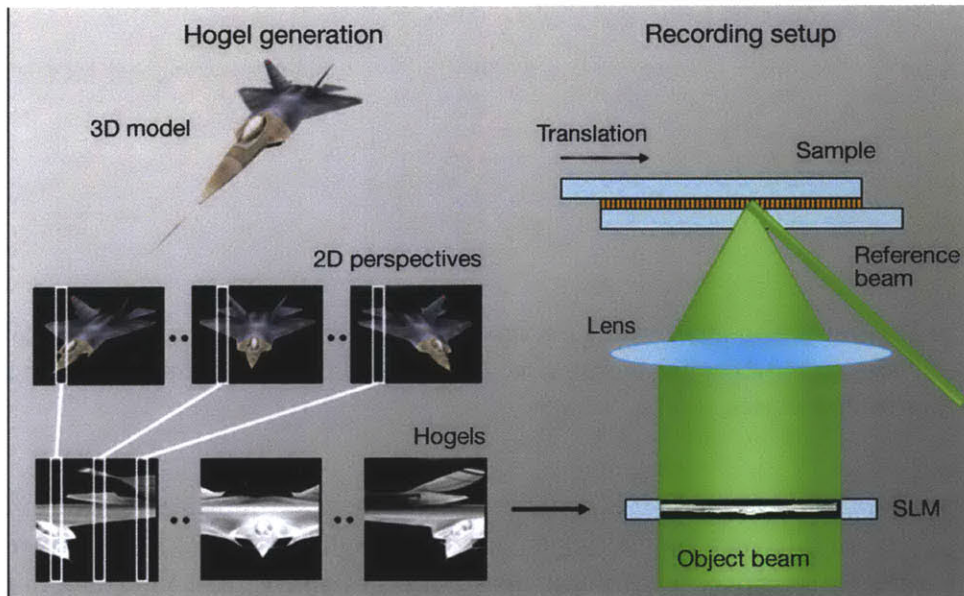 Hogel generation
3D model
2D perspectives
Hogels
Recording setup
Translation
Sample
Reference
beam
Lens
SLM
Object beam